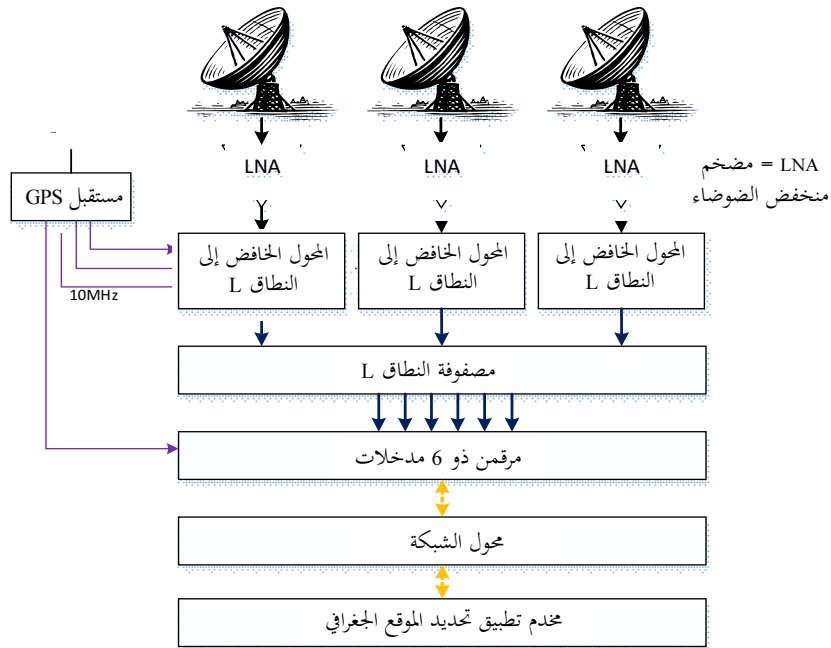 LNA
LNA
LNA
LNA = مضخم
منخفض الضوضاء
مستقبل GPS
المحول الخافض إلى
النطاق L
المحول الخافض إلى
النطاق L
المحول الخافض إلى
النطاق L
10MHz
مصفوفة النطاق L
مرقمن ذو 6 مدخلات
محول الشبكة
مخدم تطبيق تحديد الموقع الجغرافي